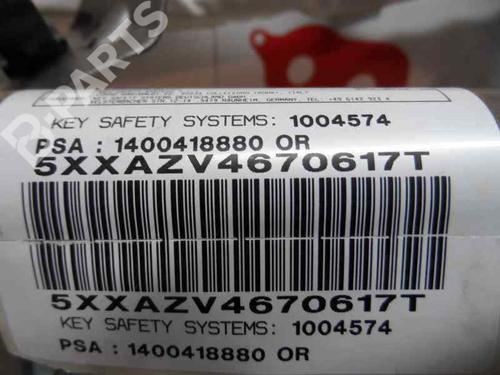 B-PARTS
KEY SAFETY SYSTEMS: 1004574
PSA : 1400418880 OR
5XXAZV4670617T
5XXAZV4670617T
KEY SAFETY SYSTEMS: 1004574
PSA : 1400418880 OR